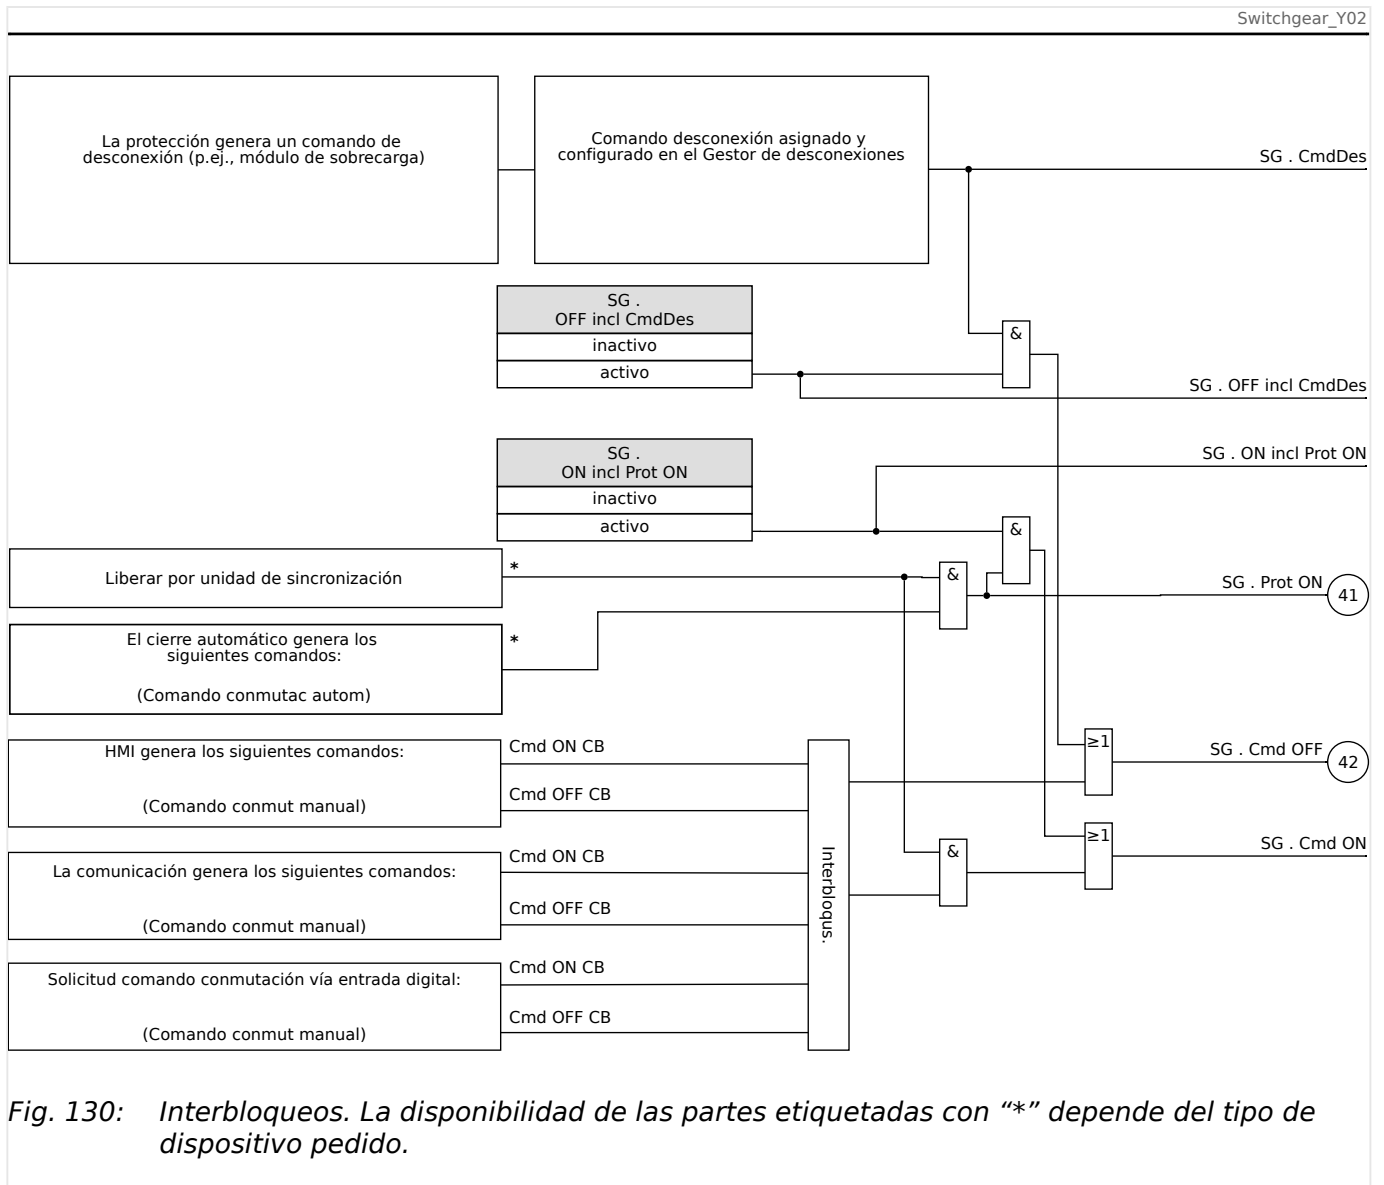 Switchgear_Y02
La protección genera un comando de
desconexión (p.ej., módulo de sobrecarga)
Comando desconexión asignado y
configurado en el Gestor de desconexiones
SG . CmdDes
SG .
OFF incl CmdDes
inactivo
activo
&
SG . OFF incl CmdDes
SG .
ON incl Prot ON
inactivo
activo
SG . ON incl Prot ON
&
Liberar por unidad de sincronización
*
&
SG . Prot ON
41
El cierre automático genera los
siguientes comandos:
(Comando conmutac autom)
*
HMI genera los siguientes comandos:
(Comando conmut manual)
Cmd ON CB
Cmd OFF CB
≥1
SG . Cmd OFF
42
La comunicación genera los siguientes comandos:
(Comando conmut manual)
Cmd ON CB
Cmd OFF CB
Interbloqus.
&
≥1
SG . Cmd ON
Solicitud comando conmutación vía entrada digital:
(Comando conmut manual)
Cmd ON CB
Cmd OFF CB
Fig. 130: Interbloqueos. La disponibilidad de las partes etiquetadas con “*” depende del tipo de
dispositivo pedido.